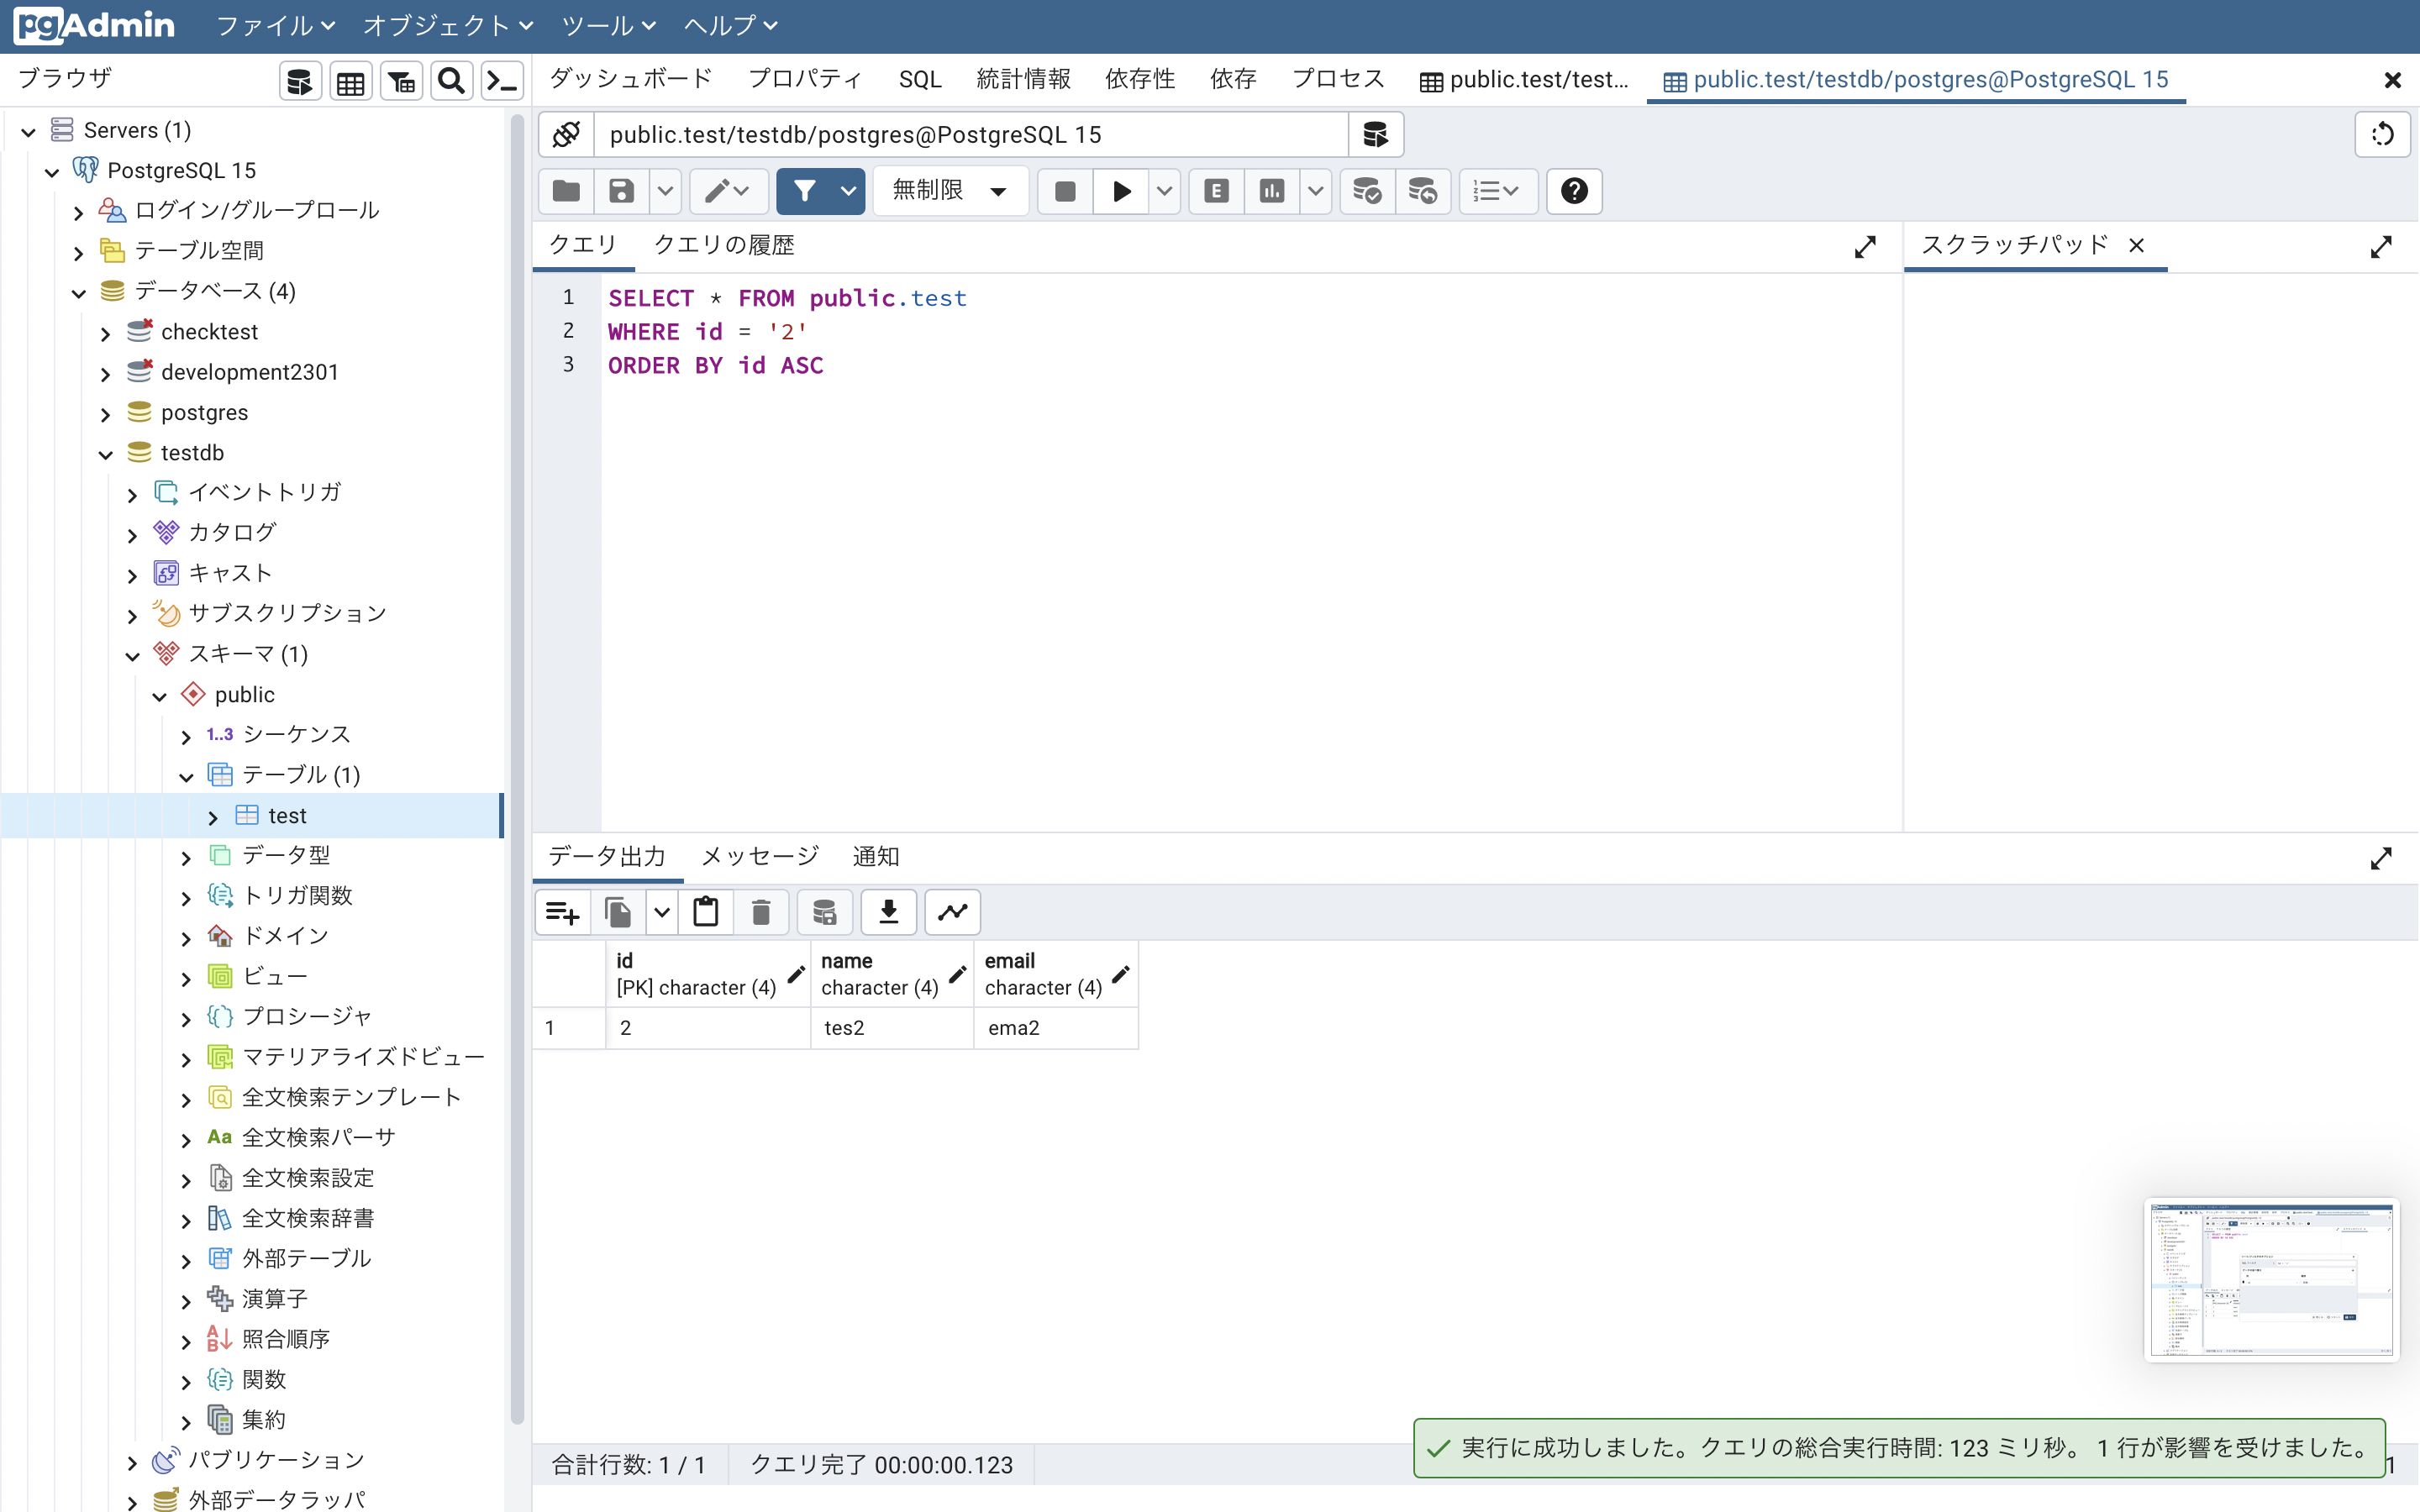 pgAdmin ファイル オブジェクト ツール ヘルプ
ブラウザ
ダッシュボード プロパティ SQL 統計情報 依存性 依存 プロセス public.test/test... public.test/testdb/postgres@PostgreSQL 15
Servers (1)
PostgreSQL 15
ログイン/グループロール
テーブル空間
データベース (4)
checktest
development2301
postgres
testdb
イベントトリガ
カタログ
キャスト
サブスクリプション
スキーマ (1)
public
1..3 シーケンス
テーブル (1)
test
データ型
トリガ関数
ドメイン
ビュー
プロシージャ
マテリアライズドビュー
全文検索テンプレート
Aa 全文検索パーサ
全文検索設定
全文検索辞書
外部テーブル
演算子
照合順序
関数
集約
パブリケーション
外部データラッパ
public.test/testdb/postgres@PostgreSQL 15
無制限 E
クエリ クエリの履歴 スクラッチパッド
1 SELECT * FROM public.test
2 WHERE id = '2'
3 ORDER BY id ASC
データ出力 メッセージ 通知
id name email
[PK] character (4) character (4) character (4)
1 2 tes2 ema2
合計行数: 1 / 1 クエリ完了 00:00:00.123
実行に成功しました。クエリの総合実行時間: 123 ミリ秒。 1 行が影響を受けました。